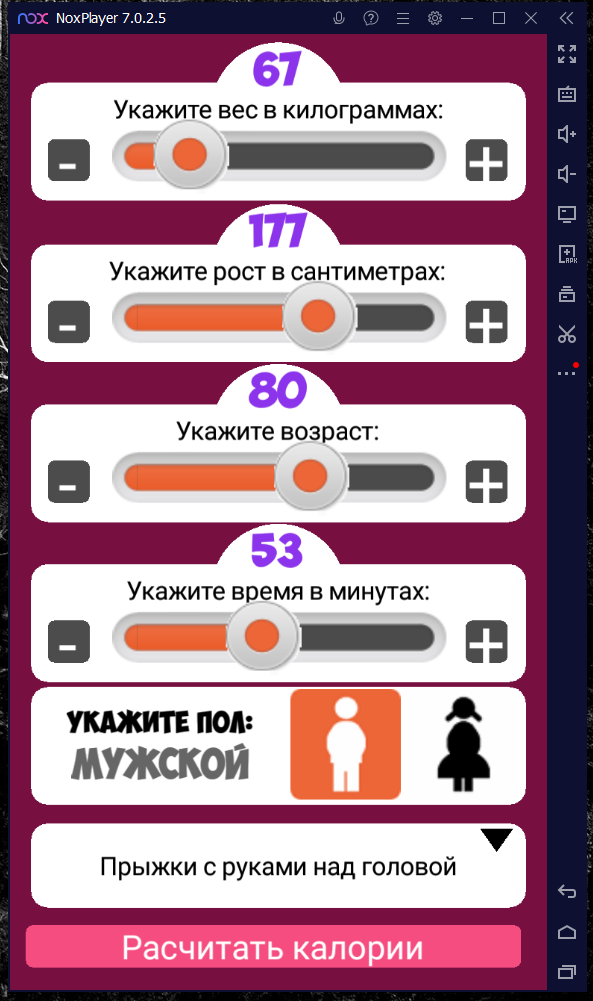 nox NoxPlayer 7.0.2.5
67
Укажите вес в килограммах:
- +
177
Укажите рост в сантиметрах:
- +
80
Укажите возраст:
- +
53
Укажите время в минутах:
- +
УКАЖИТЕ ПОЛ:
МУЖСКОЙ
Прыжки с руками над головой
Расчитать калории
APK